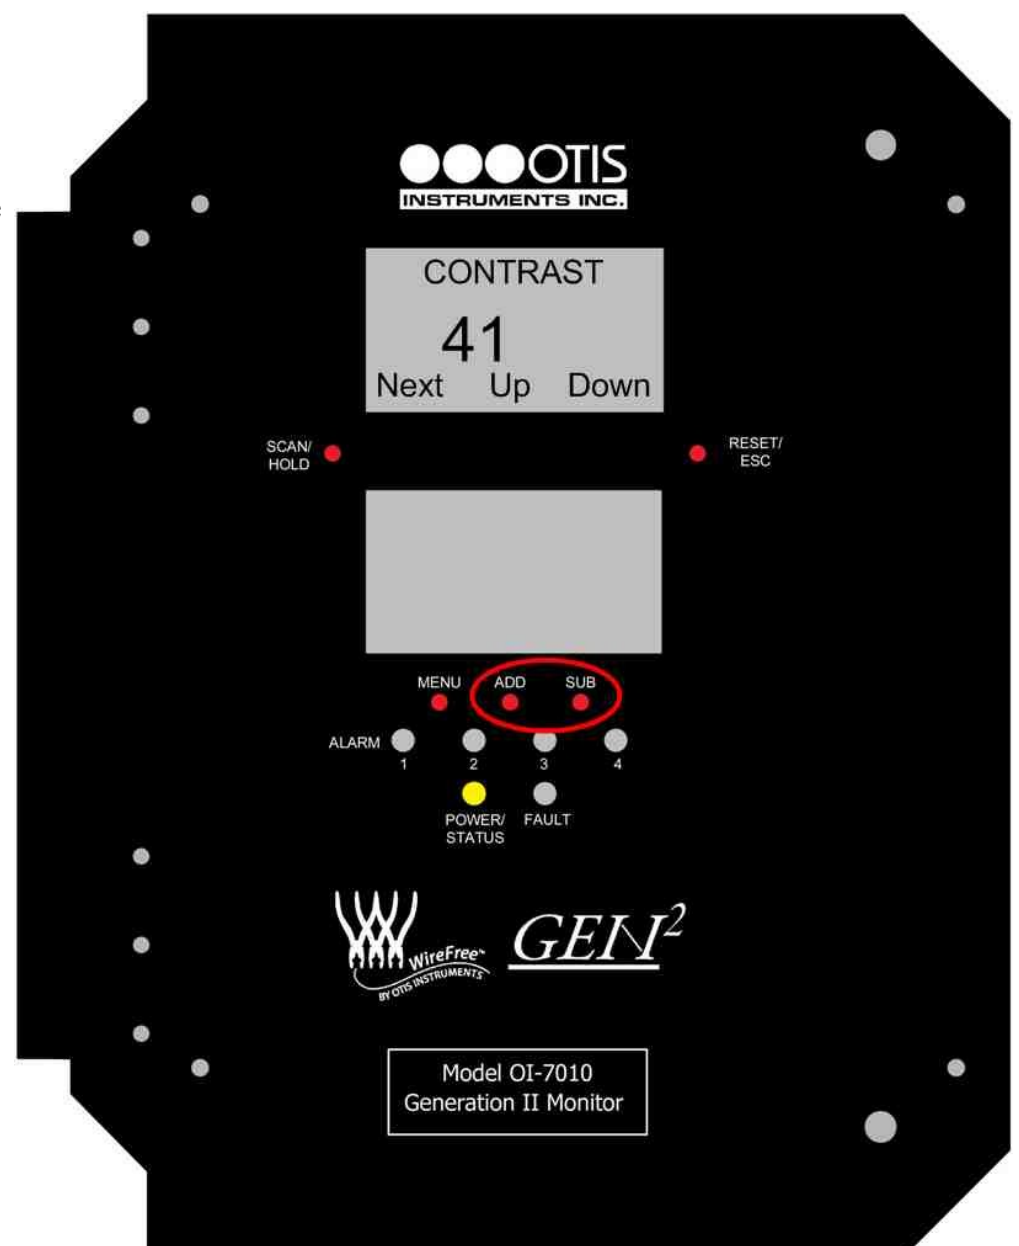 OTIS
INSTRUMENTS INC.
CONTRAST
41
Next Up Down
SCAN/
HOLD
RESET/
ESC
MENU ADD SUB
ALARM
1 2 3 4
POWER/
STATUS
FAULT
WireFree™
BY OTIS INSTRUMENTS
GEN²
Model OI-7010
Generation II Monitor